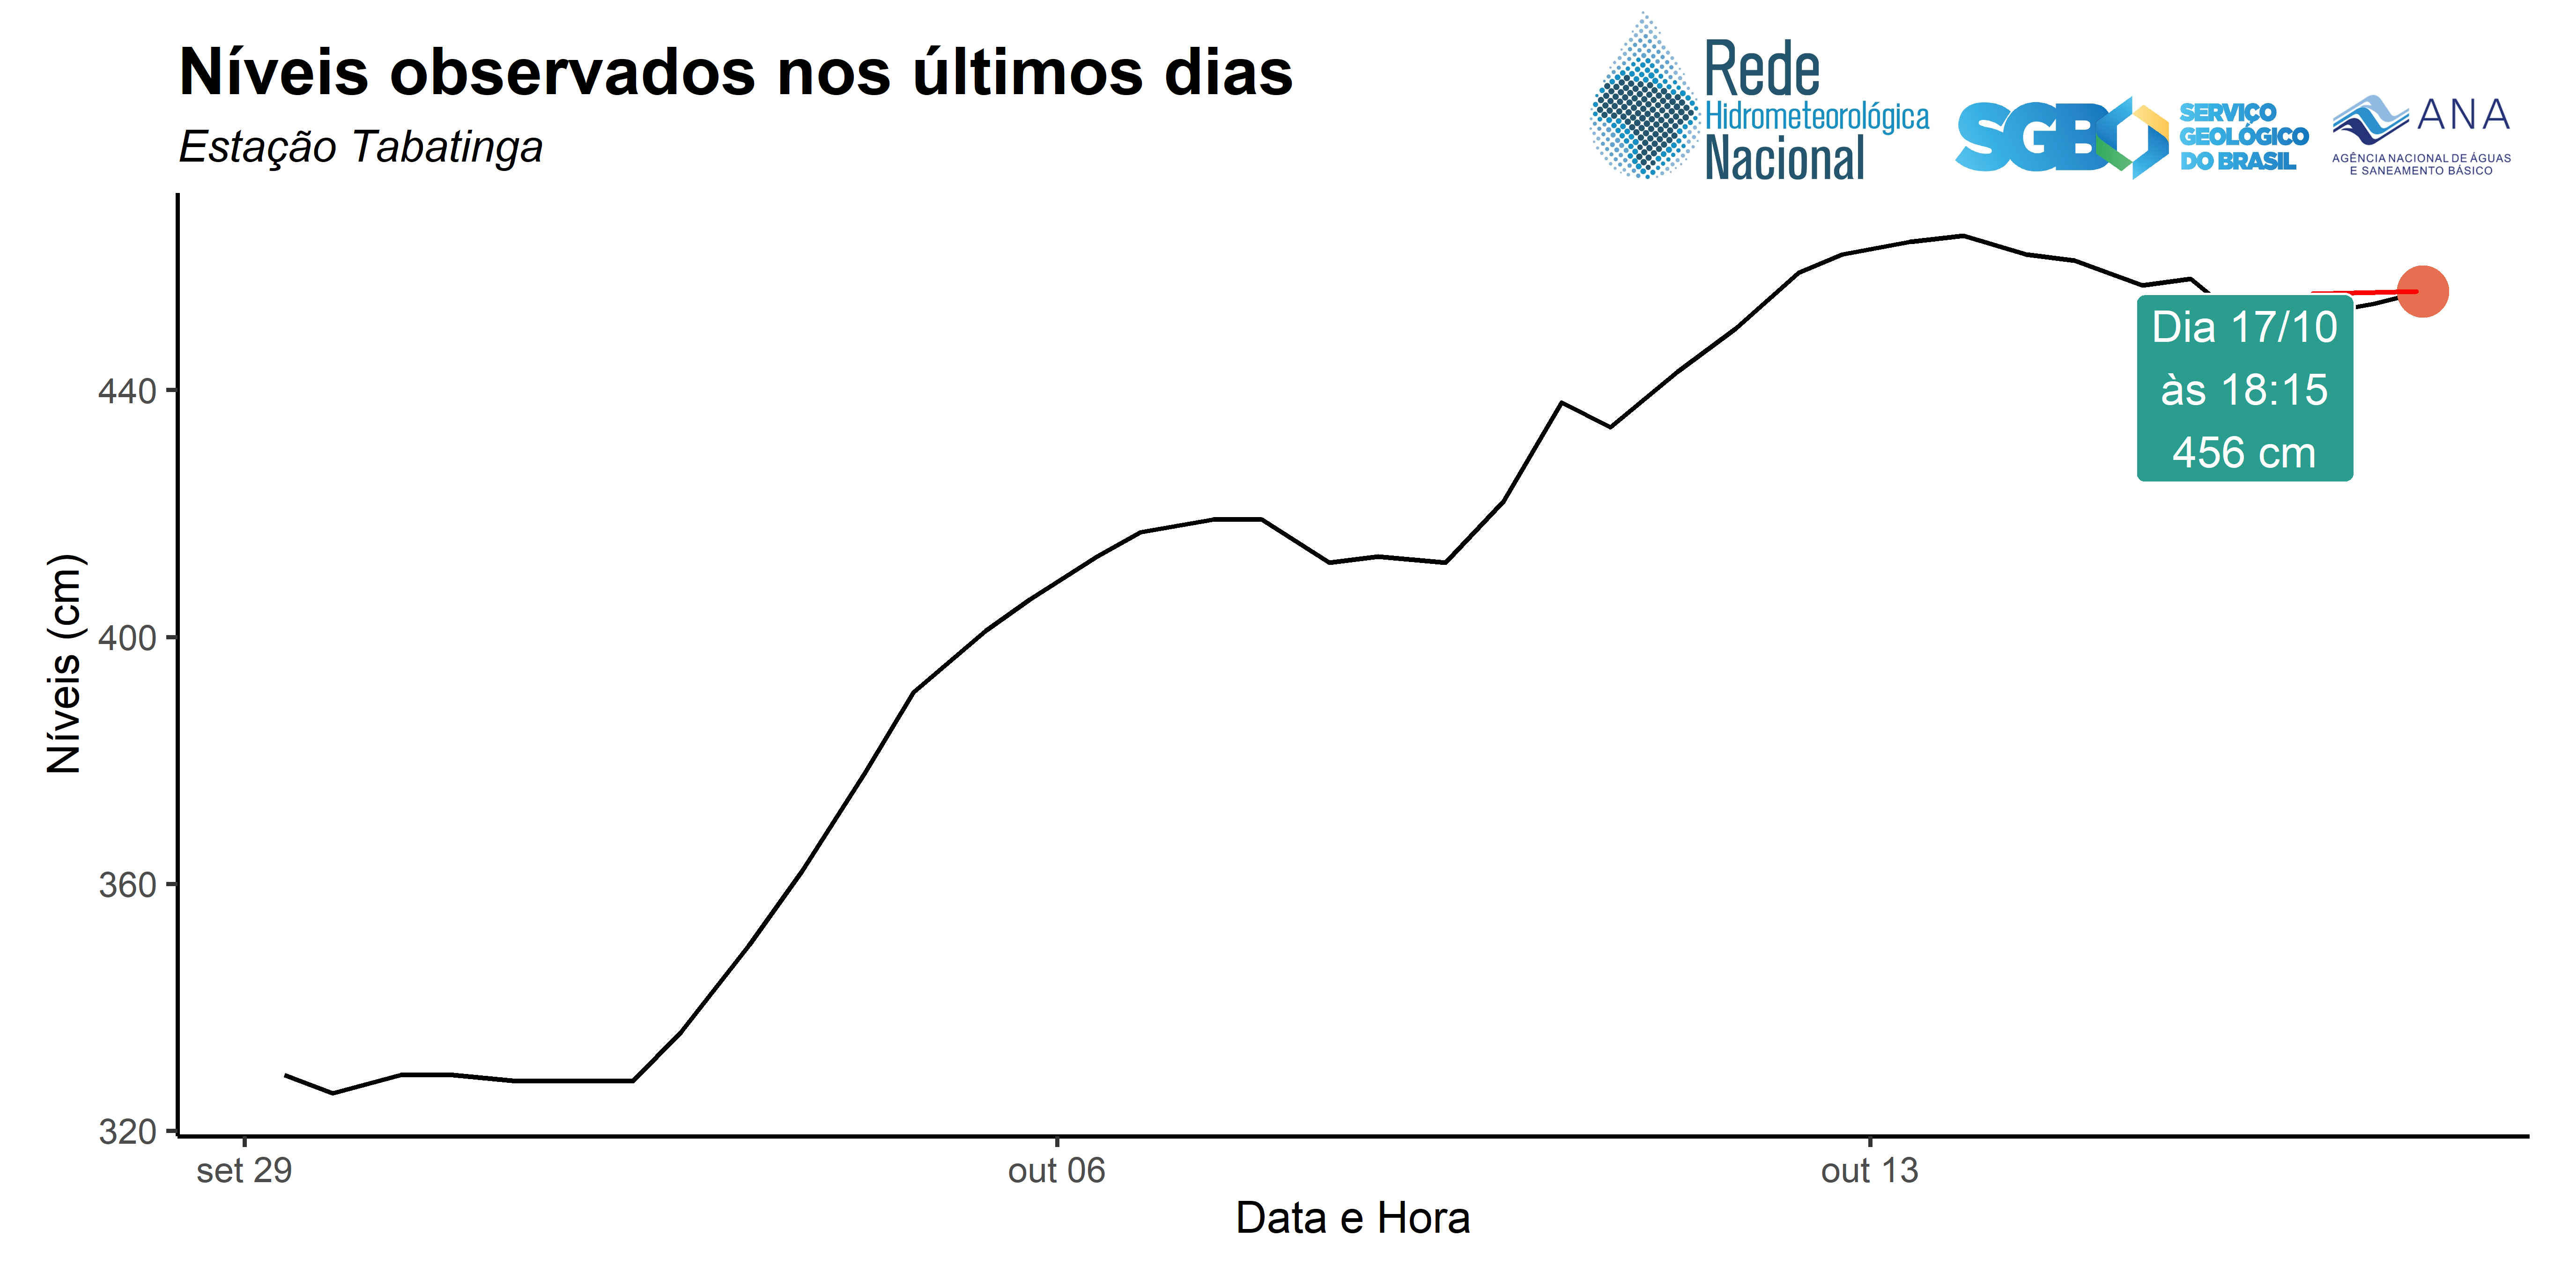 Níveis observados nos últimos dias
Estação Tabatinga
Rede
Hidrometeorológica
Nacional
SGB
SERVIÇO
GEOLÓGICO
DO BRASIL
ANA
AGÊNCIA NACIONAL DE ÁGUAS
E SANEAMENTO BÁSICO
Níveis (cm)
440
400
360
320
Dia 17/10
às 18:15
456 cm
set 29
out 06
out 13
Data e Hora